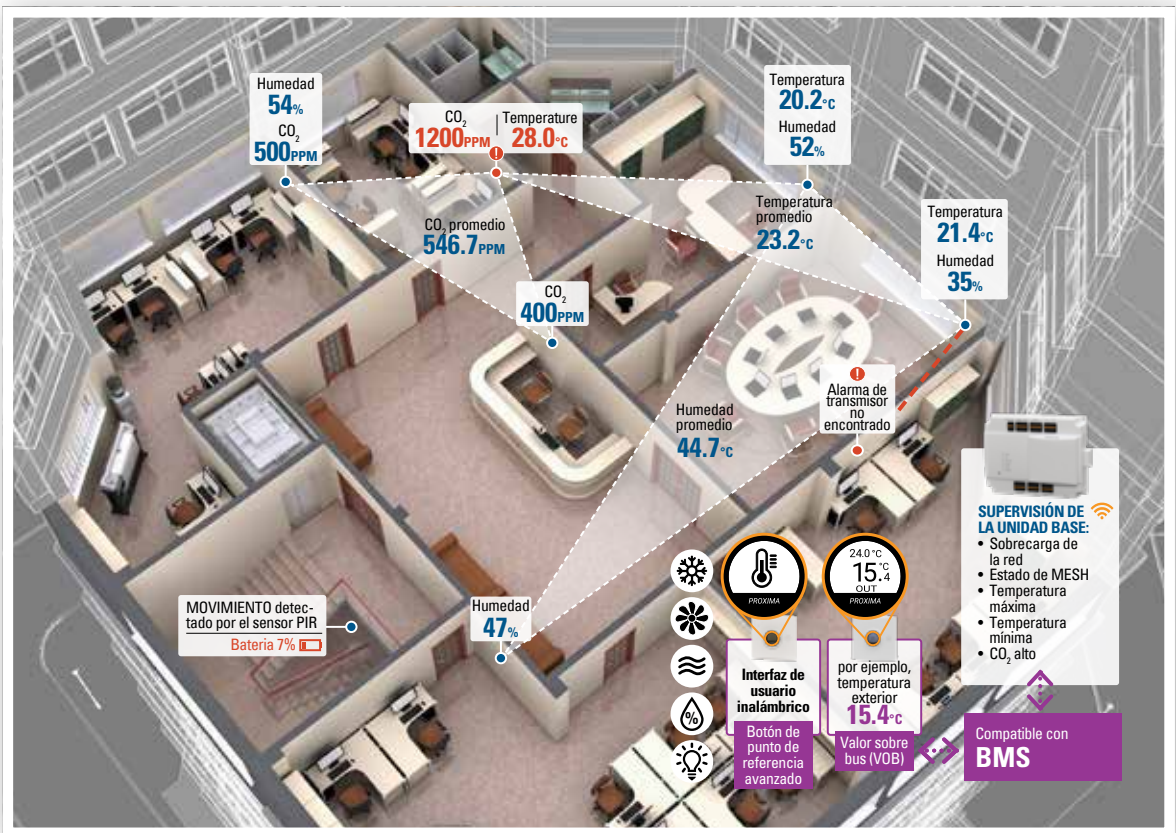 Humedad
54%
CO₂
500PPM
CO₂
1200PPM
Temperature
28.0°C
Temperatura
20.2°C
Humedad
52%
Temperatura
21.4°C
Humedad
35%
CO₂ promedio
546.7PPM
Temperatura
promedio
23.2°C
CO₂
400PPM
Alarma de
transmisor
no
encontrado
Humedad
promedio
44.7°C
SUPERVISIÓN DE
LA UNIDAD BASE:
• Sobrecarga de
la red
• Estado de MESH
• Temperatura
máxima
• Temperatura
mínima
• CO₂ alto
MOVIMIENTO detec-
tado por el sensor PIR
Bateria 7%
Humedad
47%
PROXIMA
24.0 °C
15.4 °C
OUT
PROXIMA
Interfaz de
usuario
inalámbrico
Botón de
punto de
referencia
avanzado
por ejemplo,
temperatura
exterior
15.4°C
Valor sobre
bus (VOB)
Compatible con
BMS
%